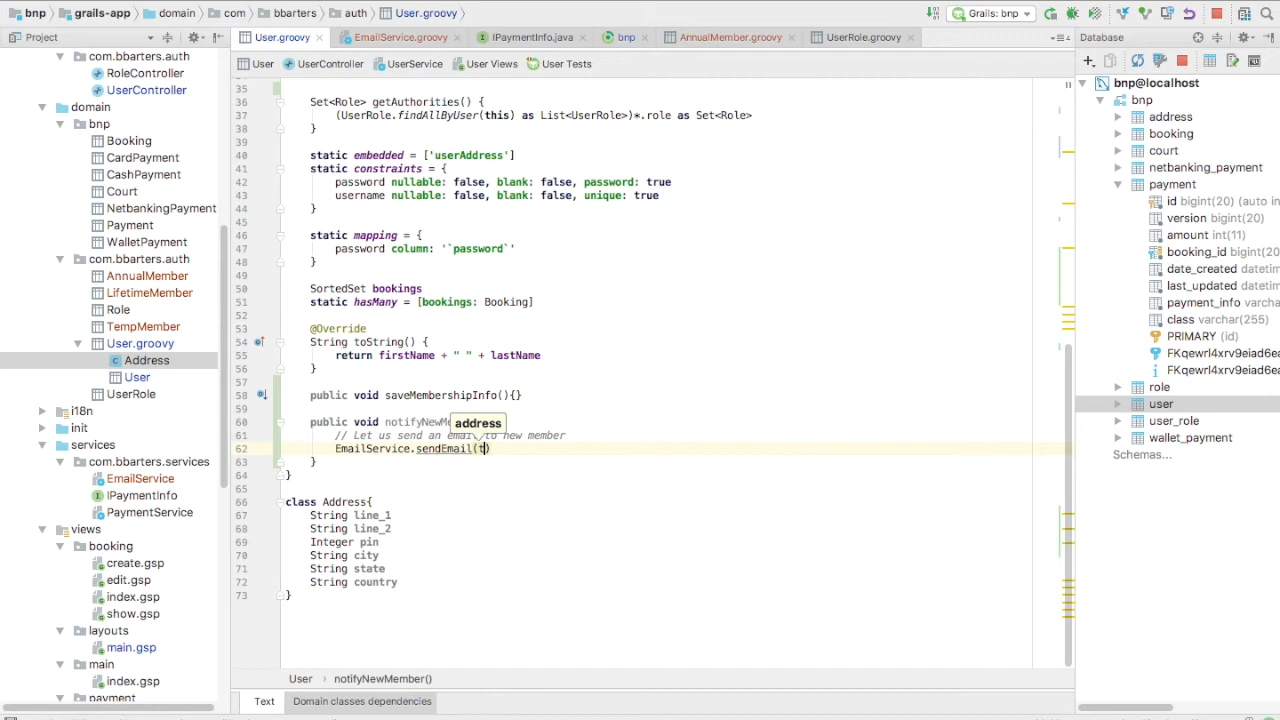 bnp grails-app domain com bbarters auth User.groovy Grails: bnp
Project
User.groovy EmailService.groovy IPaymentInfo.java bnp AnnualMember.groovy UserRole.groovy
Database
User UserController UserService User Views User Tests
com.bbarters.auth
RoleController
UserController
domain
bnp
Booking
CardPayment
CashPayment
Court
NetbankingPayment
Payment
WalletPayment
com.bbarters.auth
AnnualMember
LifetimeMember
Role
TempMember
User.groovy
Address
User
UserRole
i18n
init
services
com.bbarters.services
EmailService
IPaymentInfo
PaymentService
views
booking
create.gsp
edit.gsp
index.gsp
show.gsp
layouts
main.gsp
main
index.gsp
payment
35
36 Set<Role> getAuthorities() {
37 (UserRole.findAllByUser(this) as List<UserRole>)*.role as Set<Role>
38 }
39
40 static embedded = ['userAddress']
41 static constraints = {
42 password nullable: false, blank: false, password: true
43 username nullable: false, blank: false, unique: true
44 }
45
46 static mapping = {
47 password column: '`password`'
48 }
49
50 SortedSet bookings
51 static hasMany = [bookings: Booking]
52
53 @Override
54 String toString() {
55 return firstName + " " + lastName
56 }
57
58 public void saveMembershipInfo(){}
59
60 public void notifyNewMe
address
61 // Let us send an email to new member
62 EmailService.sendEmail(t)
63 }
64 }
65
66 class Address{
67 String line_1
68 String line_2
69 Integer pin
70 String city
71 String state
72 String country
73 }
User notifyNewMember()
Text Domain classes dependencies
bnp@localhost
bnp
address
booking
court
netbanking_payment
payment
id bigint(20) (auto in
version bigint(20)
amount int(11)
booking_id bigint(20
date_created datetim
last_updated datetim
payment_info varchar
class varchar(255)
PRIMARY (id)
FKqewrl4xrv9eiad6ea
FKqewrl4xrv9eiad6ea
role
user
user_role
wallet_payment
Schemas...